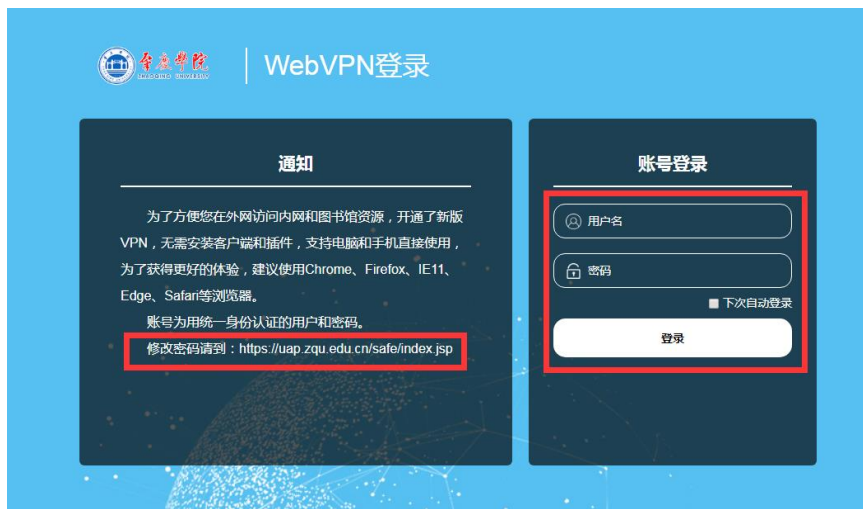 肇庆学院
ZHAOQING UNIVERSITY
WebVPN登录
通知
为了方便您在外网访问内网和图书馆资源，开通了新版
VPN，无需安装客户端和插件，支持电脑和手机直接使用，
为了获得更好的体验，建议使用Chrome、Firefox、IE11、
Edge、Safari等浏览器。
账号为用统一身份认证的用户和密码。
修改密码请到：https://uap.zqu.edu.cn/safe/index.jsp
账号登录
用户名
密码
下次自动登录
登录